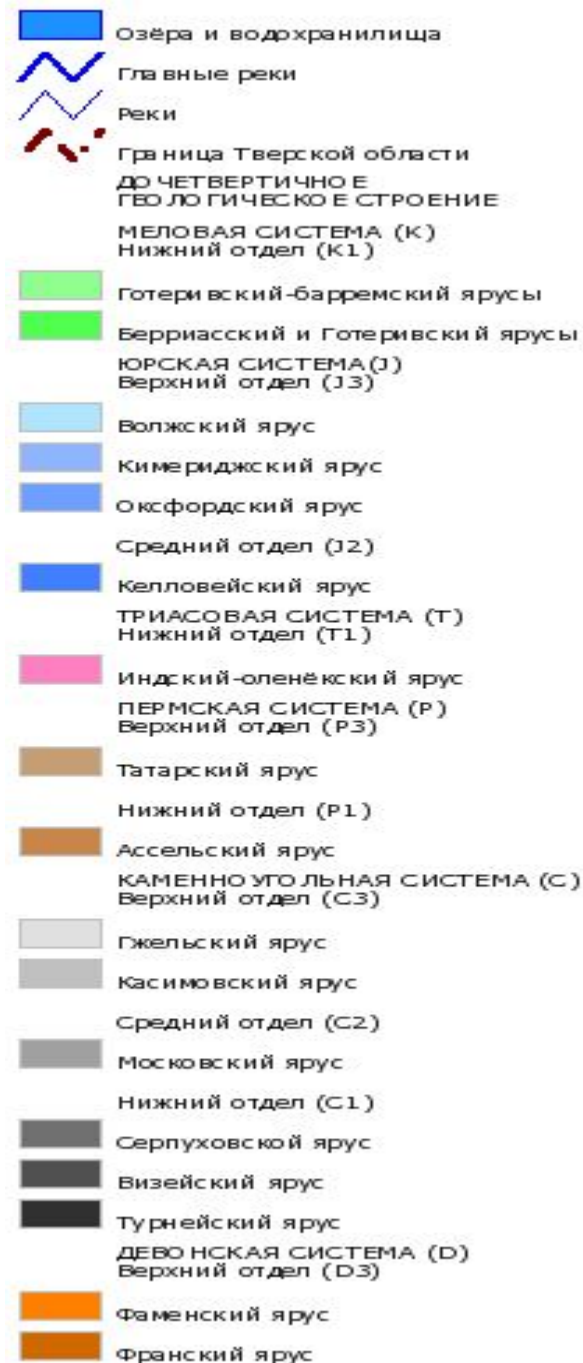 Озёра и водохранилища
Главные реки
Реки
Граница Тверской области
ДОЧЕТВЕРТИЧНОЕ
ГЕОЛОГИЧЕСКОЕ СТРОЕНИЕ
МЕЛОВАЯ СИСТЕМА (K)
Нижний отдел (K1)
Готеривский-барремский ярусы
Берриасский и Готеривский ярусы
ЮРСКАЯ СИСТЕМА(J)
Верхний отдел (J3)
Волжский ярус
Кимериджский ярус
Оксфордский ярус
Средний отдел (J2)
Келловейский ярус
ТРИАСОВАЯ СИСТЕМА (T)
Нижний отдел (T1)
Индский-оленёкский ярус
ПЕРМСКАЯ СИСТЕМА (P)
Верхний отдел (P3)
Татарский ярус
Нижний отдел (P1)
Ассельский ярус
КАМЕННОУГОЛЬНАЯ СИСТЕМА (C)
Верхний отдел (C3)
Гжельский ярус
Касимовский ярус
Средний отдел (C2)
Московский ярус
Нижний отдел (C1)
Серпуховской ярус
Визейский ярус
Турнейский ярус
ДЕВОНСКАЯ СИСТЕМА (D)
Верхний отдел (D3)
Фаменский ярус
Франский ярус